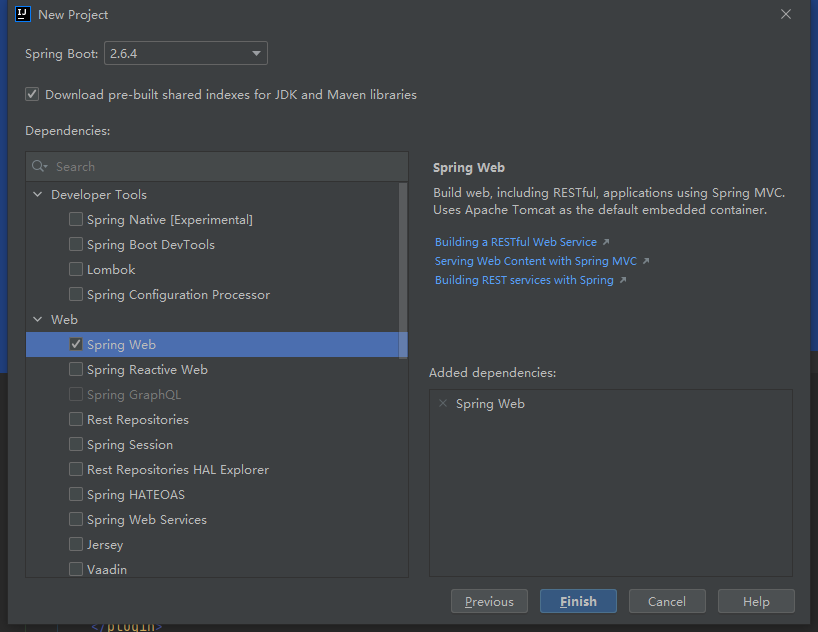 IJ New Project
Spring Boot: 2.6.4
Download pre-built shared indexes for JDK and Maven libraries
Dependencies:
Search
Developer Tools
Spring Native [Experimental]
Spring Boot DevTools
Lombok
Spring Configuration Processor
Web
Spring Web
Spring Reactive Web
Spring GraphQL
Rest Repositories
Spring Session
Rest Repositories HAL Explorer
Spring HATEOAS
Spring Web Services
Jersey
Vaadin
Spring Web
Build web, including RESTful, applications using Spring MVC.
Uses Apache Tomcat as the default embedded container.
Building a RESTful Web Service
Serving Web Content with Spring MVC
Building REST services with Spring
Added dependencies:
Spring Web
Previous
Finish
Cancel
Help
</plugin>